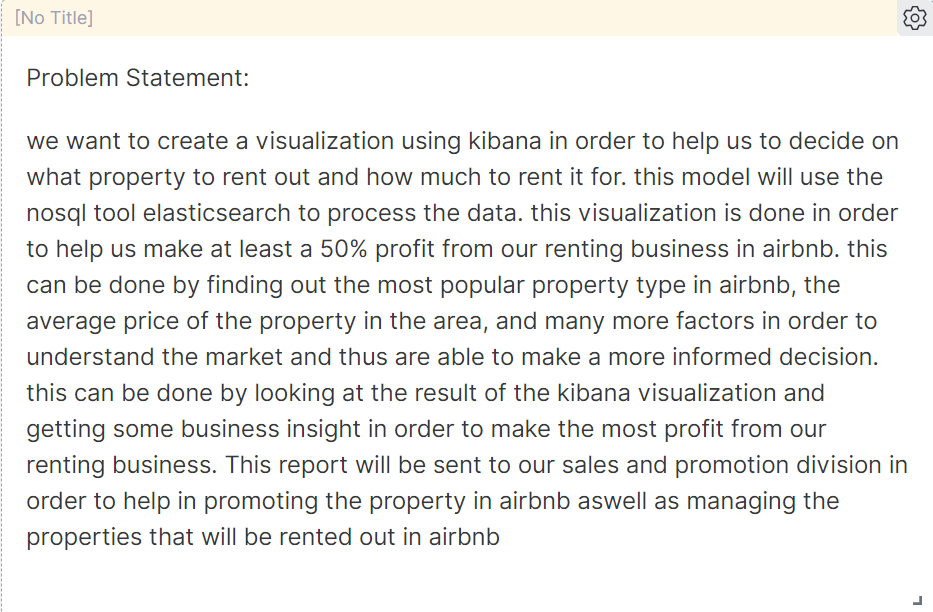 [No Title]
Problem Statement:
we want to create a visualization using kibana in order to help us to decide on
what property to rent out and how much to rent it for. this model will use the
nosql tool elasticsearch to process the data. this visualization is done in order
to help us make at least a 50% profit from our renting business in airbnb. this
can be done by finding out the most popular property type in airbnb, the
average price of the property in the area, and many more factors in order to
understand the market and thus are able to make a more informed decision.
this can be done by looking at the result of the kibana visualization and
getting some business insight in order to make the most profit from our
renting business. This report will be sent to our sales and promotion division in
order to help in promoting the property in airbnb aswell as managing the
properties that will be rented out in airbnb